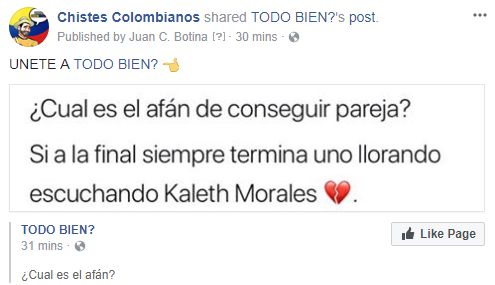 Chistes Colombianos shared TODO BIEN?'s post.
Published by Juan C. Botina [?] · 30 mins ·
UNETE A TODO BIEN? 👈
¿Cual es el afán de conseguir pareja?
Si a la final siempre termina uno llorando
escuchando Kaleth Morales 💔.
TODO BIEN?
31 mins ·
Like Page
¿Cual es el afán?